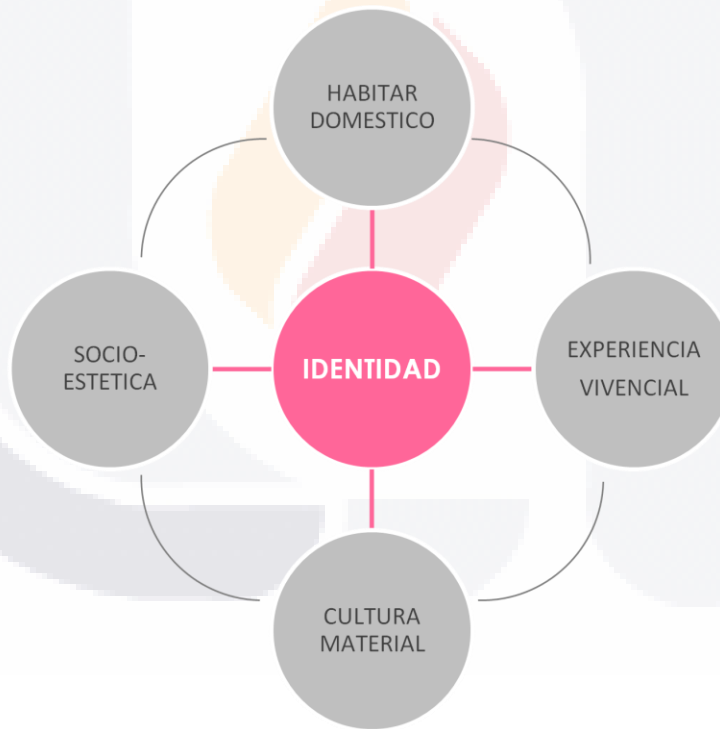 HABITAR
DOMESTICO
SOCIO-
ESTETICA
IDENTIDAD
EXPERIENCIA
VIVENCIAL
CULTURA
MATERIAL